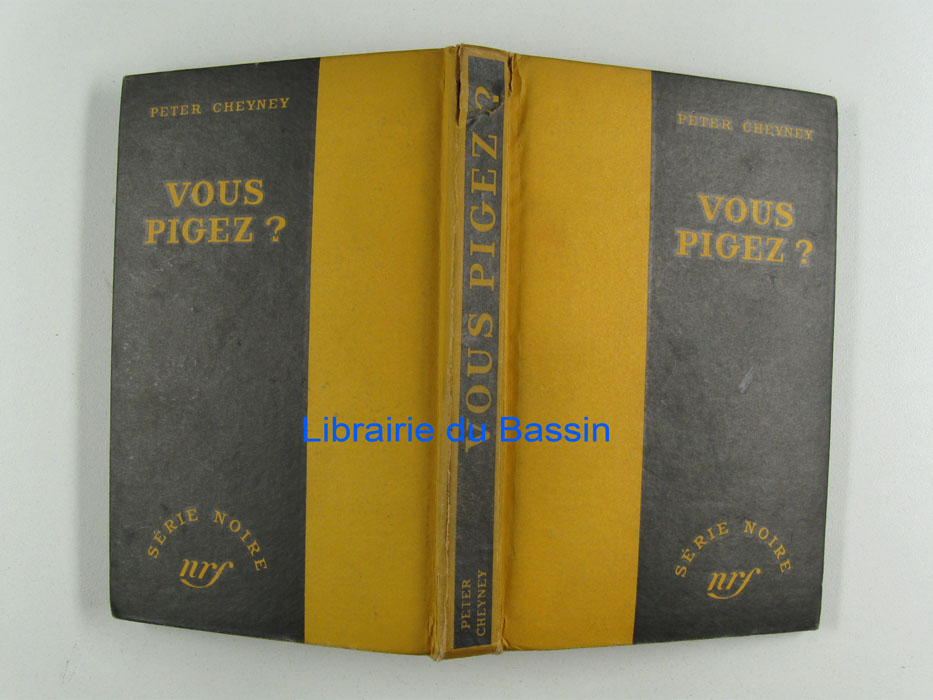 PETER CHEYNEY
VOUS
PIGEZ ?
SÉRIE NOIRE
nrf
VOUS PIGEZ ?
PETER
CHEYNEY
PETER CHEYNEY
VOUS
PIGEZ ?
SÉRIE NOIRE
nrf
Librairie du Bassin